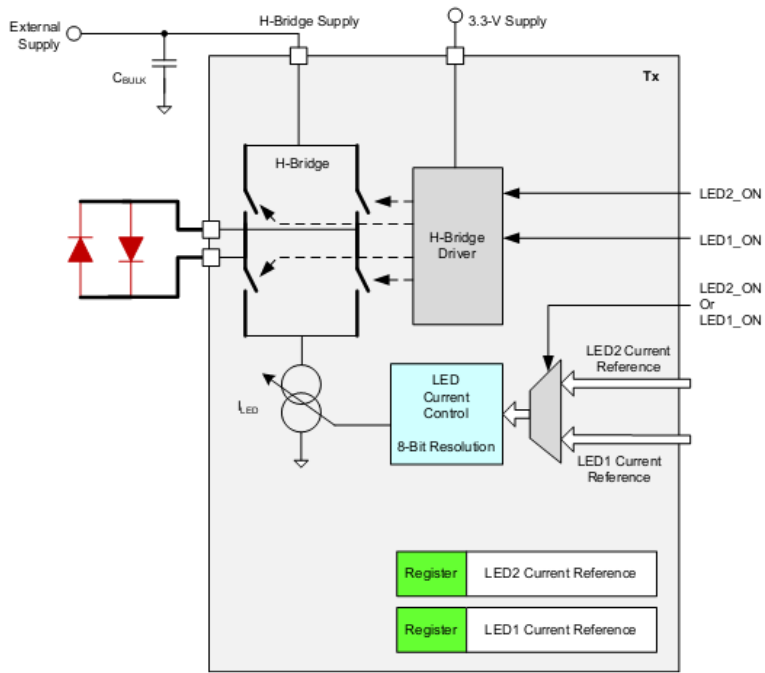 External
Supply
H-Bridge Supply
3.3-V Supply
CBULK
Tx
H-Bridge
LED2_ON
H-Bridge
Driver
LED1_ON
LED2_ON
Or
LED1_ON
LED2 Current
Reference
LED
Current
Control
8-Bit Resolution
ILED
LED1 Current
Reference
Register
LED2 Current Reference
Register
LED1 Current Reference